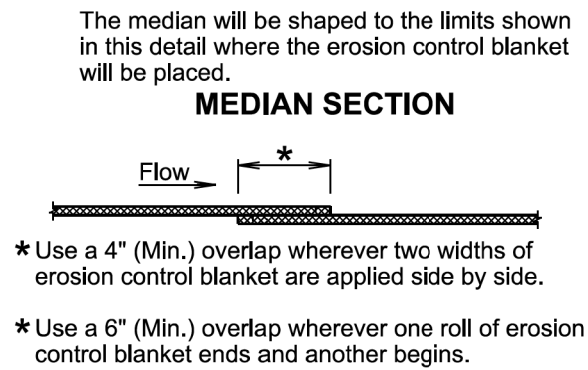 The median will be shaped to the limits shown
in this detail where the erosion control blanket
will be placed.
MEDIAN SECTION
*
Flow
* Use a 4" (Min.) overlap wherever two widths of
erosion control blanket are applied side by side.
* Use a 6" (Min.) overlap wherever one roll of erosion
control blanket ends and another begins.